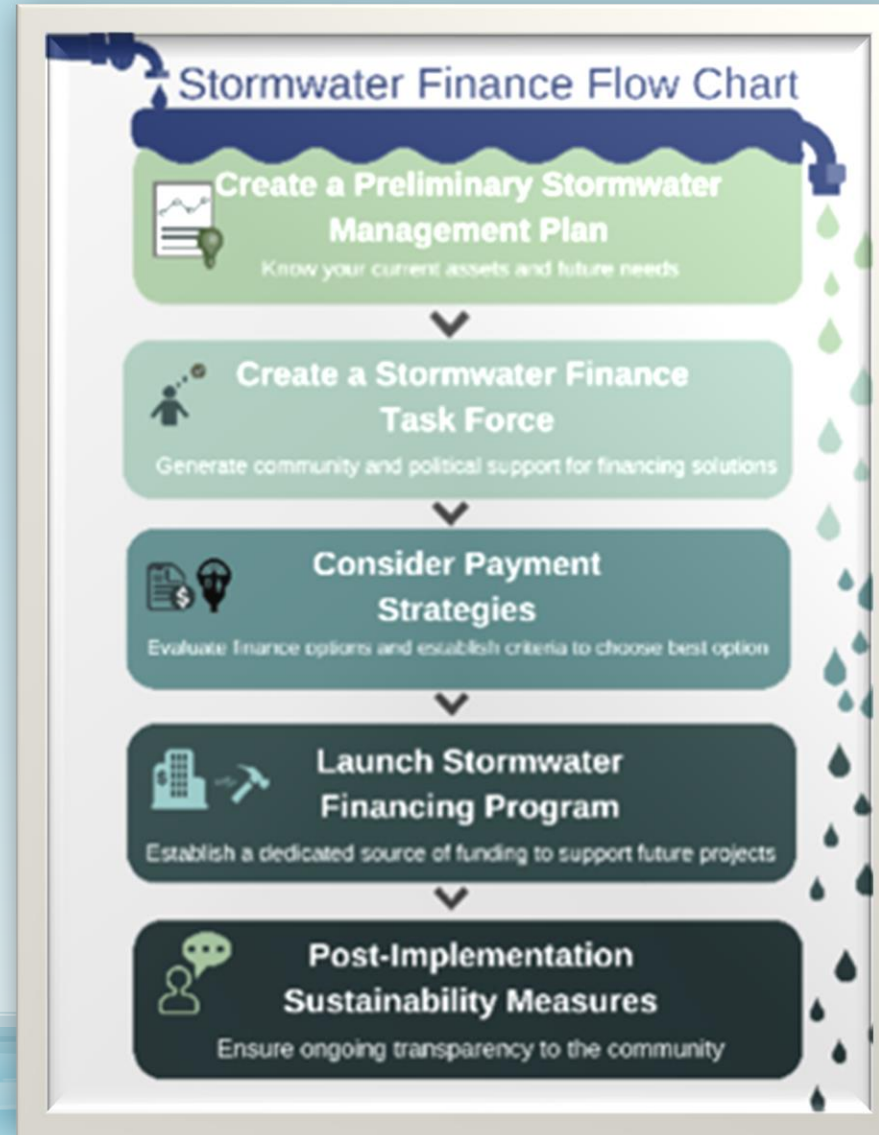 Stormwater Finance Flow Chart
Create a Preliminary Stormwater
Management Plan
Know your current assets and future needs
Create a Stormwater Finance
Task Force
Generate community and political support for financing solutions
Consider Payment
Strategies
Evaluate finance options and establish criteria to choose best option
Launch Stormwater
Financing Program
Establish a dedicated source of funding to support future projects
Post-Implementation
Sustainability Measures
Ensure ongoing transparency to the community